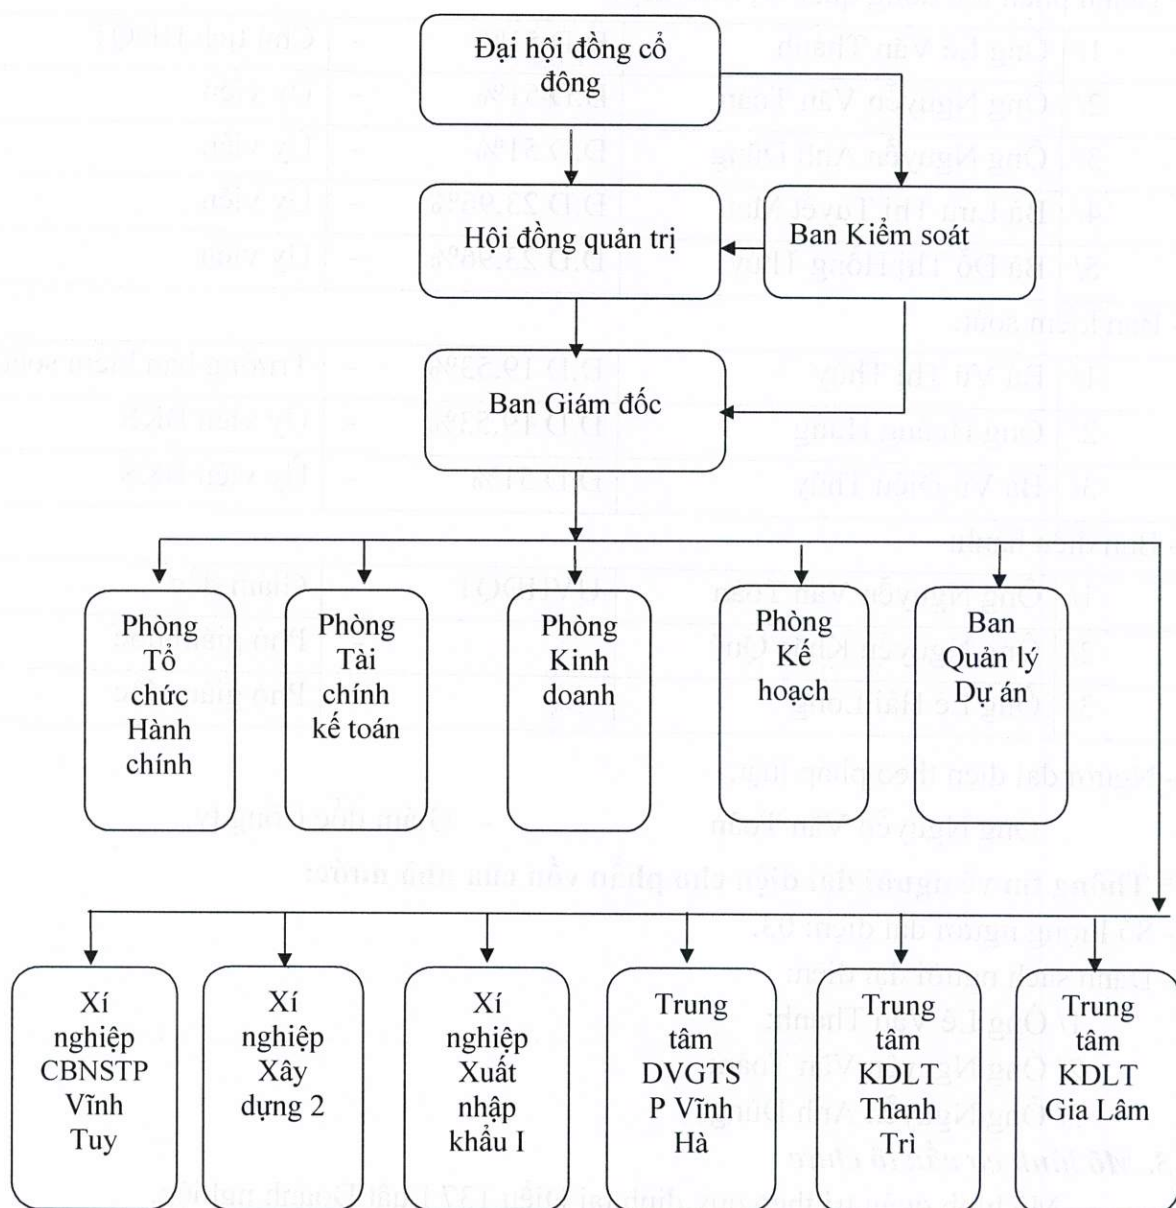 Đại hội đồng cổ
đông
Hội đồng quản trị
Ban Kiểm soát
Ban Giám đốc
Phòng
Tổ
chức
Hành
chính
Phòng
Tài
chính
kế toán
Phòng
Kinh
doanh
Phòng
Kế
hoạch
Ban
Quản lý
Dự án
Xí
nghiệp
CBNSTP
Vĩnh
Tuy
Xí
nghiệp
Xây
dựng 2
Xí
nghiệp
Xuất
nhập
khẩu I
Trung
tâm
DVGTS
P Vĩnh
Hà
Trung
tâm
KDLT
Thanh
Trì
Trung
tâm
KDLT
Gia Lâm